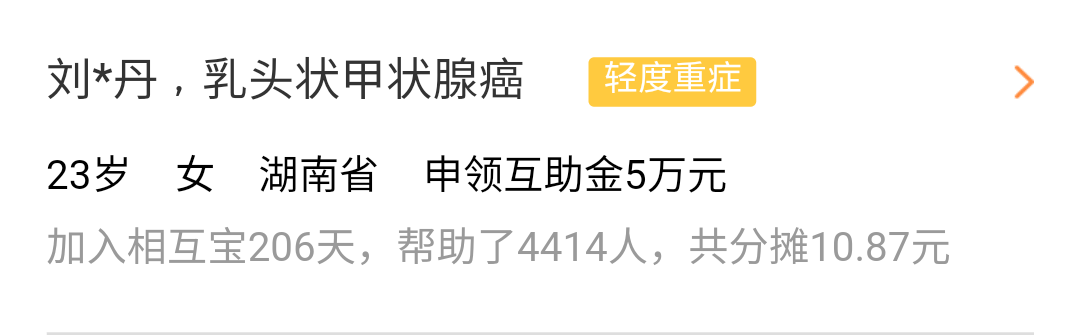 刘*丹，乳头状甲状腺癌 轻度重症
23岁 女 湖南省 申领互助金5万元
加入相互宝206天，帮助了4414人，共分摊10.87元